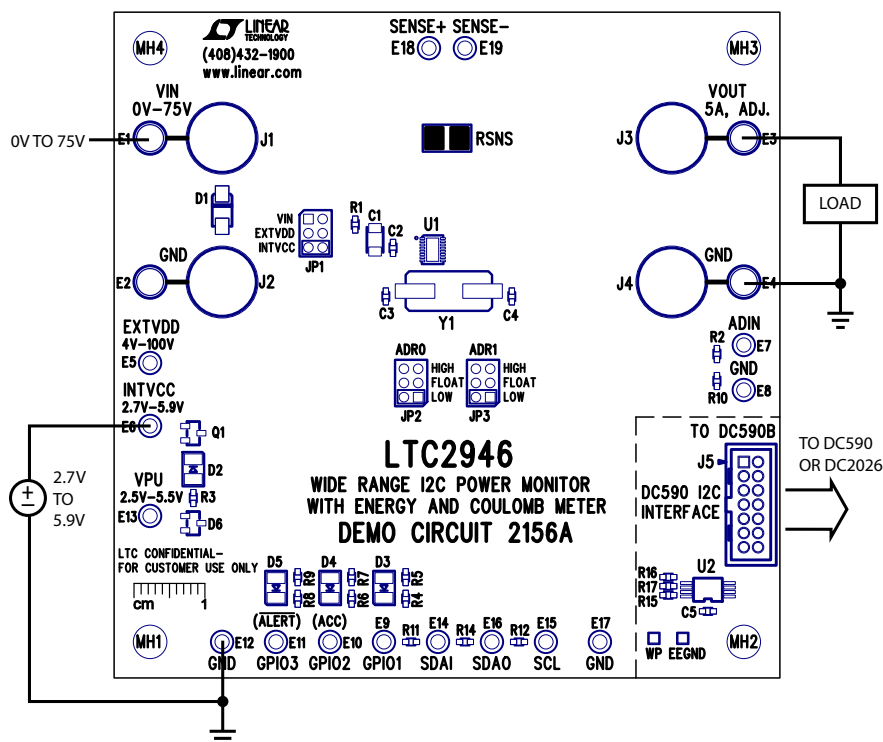 MH4
LINEAR
TECHNOLOGY
(408)432-1900
www.linear.com
SENSE+ SENSE-
E18 E19
MH3
VIN
0V-75V
VOUT
5A, ADJ.
0V TO 75V
E1
J1
RSNS
J3
E3
D1
LOAD
VIN
EXTVDD
INTVCC
JP1
R1
C1
C2
U1
GND
E2
J2
GND
J4
E4
C3
Y1
C4
EXTVDD
4V-100V
E5
ADIN
R2
E7
GND
R10
E8
ADR0
HIGH
FLOAT
LOW
JP2
ADR1
HIGH
FLOAT
LOW
JP3
INTVCC
2.7V-5.9V
E6
Q1
TO DC590B
J5
TO DC590
OR DC2026
LTC2946
WIDE RANGE I2C POWER MONITOR
WITH ENERGY AND COULOMB METER
DEMO CIRCUIT 2156A
DC590 I2C
INTERFACE
D2
+
–
2.7V
TO
5.9V
VPU
2.5V-5.5V
R3
E13
D6
LTC CONFIDENTIAL-
FOR CUSTOMER USE ONLY
cm 1
D5
R9
R8
D4
R7
R6
D3
R5
R4
U2
R16
R17
R15
C5
MH1
E12
GND
(ALERT)
E11
GPIO3
(ACC)
E10
GPIO2
E9
GPIO1
R11
E14
SDAI
R14
E16
SDAO
R12
E15
SCL
E17
GND
WP EEGND
MH2